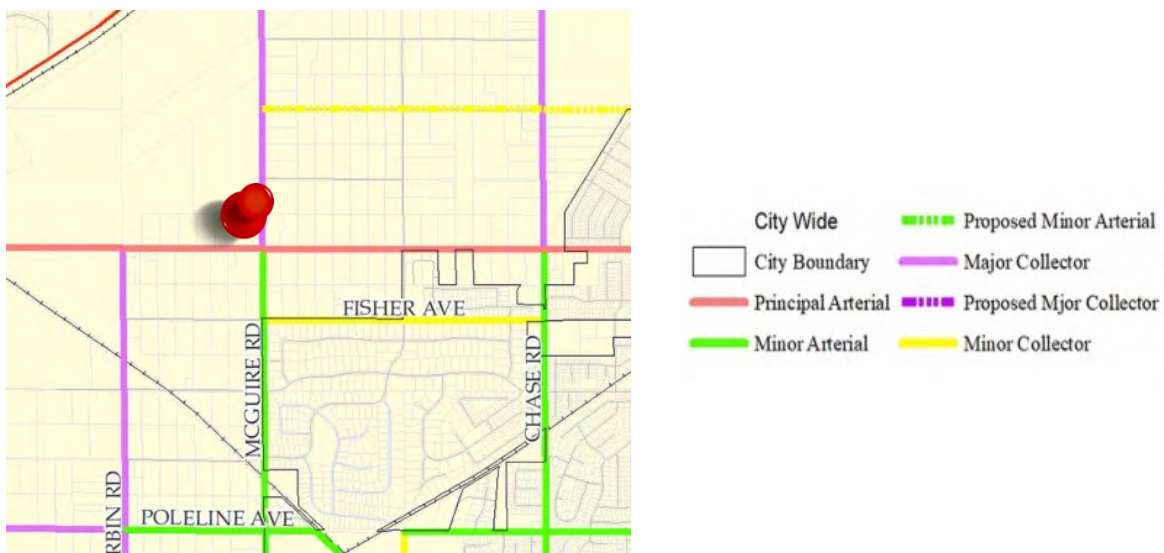 FISHER AVE
MCGUIRE RD
CHASE RD
RBIN RD
POLELINE AVE
City Wide
City Boundary
Principal Arterial
Minor Arterial
Proposed Minor Arterial
Major Collector
Proposed Mjor Collector
Minor Collector